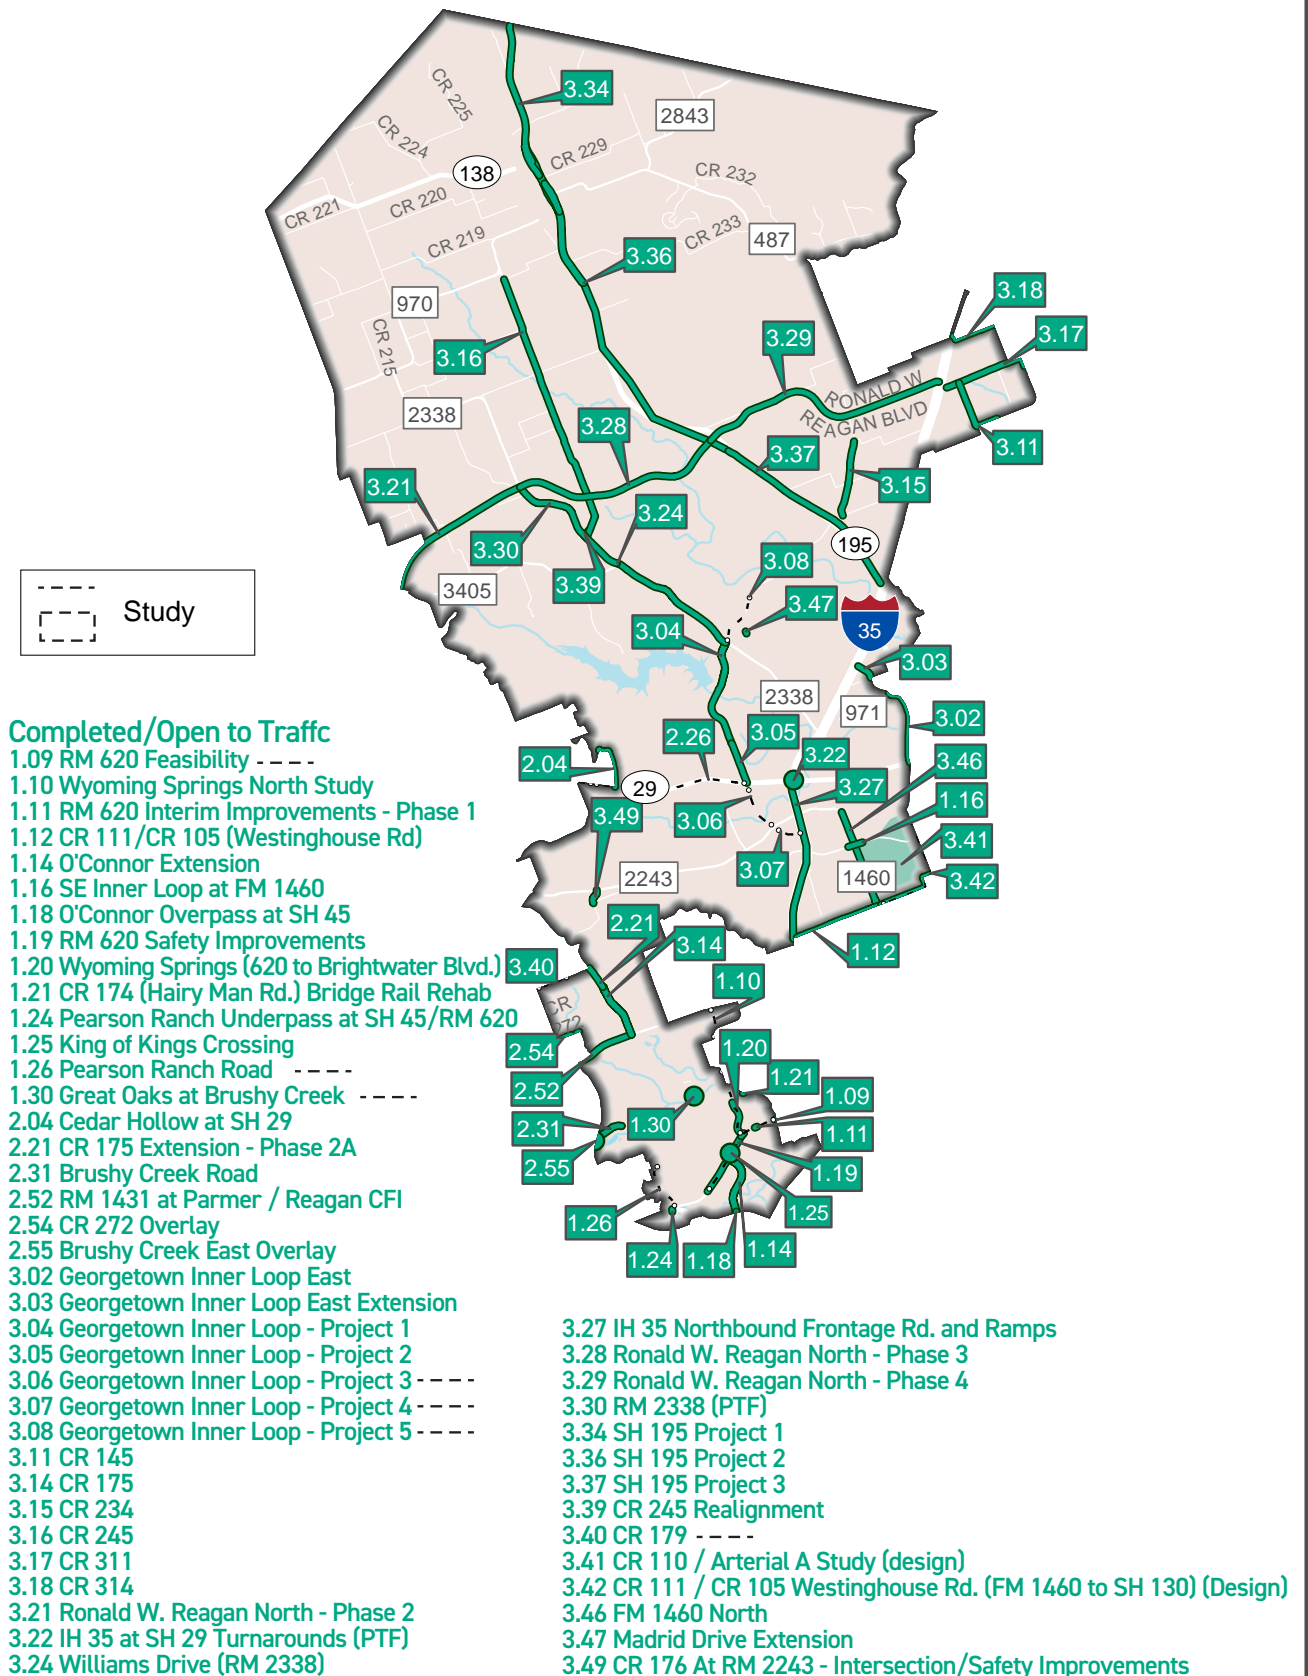 CR 225
3.34
2843
CR 224
CR 229
138
CR 232
CR 221
CR 220
CR 233
487
CR 219
3.36
970
3.18
CR 215
3.16
3.29
3.17
RONALD W
REAGAN BLVD
2338
3.28
3.37
3.11
3.21
3.15
3.24
3.30
195
3.08
3405
3.39
3.47
35
Study
3.04
3.03
2338
971
3.02
2.26
3.05
3.22
3.46
2.04
29
3.27
1.16
3.49
3.06
3.41
3.07
2243
1460
3.42
2.21
3.14
1.12
3.40
1.10
CR
272
2.54
1.20
2.52
1.21
1.09
2.31
1.30
1.11
2.55
1.19
1.26
1.25
1.24
1.18
1.14
Completed/Open to Traffc
1.09 RM 620 Feasibility - - - -
1.10 Wyoming Springs North Study
1.11 RM 620 Interim Improvements - Phase 1
1.12 CR 111/CR 105 (Westinghouse Rd)
1.14 O'Connor Extension
1.16 SE Inner Loop at FM 1460
1.18 O'Connor Overpass at SH 45
1.19 RM 620 Safety Improvements
1.20 Wyoming Springs (620 to Brightwater Blvd.)
1.21 CR 174 (Hairy Man Rd.) Bridge Rail Rehab
1.24 Pearson Ranch Underpass at SH 45/RM 620
1.25 King of Kings Crossing
1.26 Pearson Ranch Road - - - -
1.30 Great Oaks at Brushy Creek - - - -
2.04 Cedar Hollow at SH 29
2.21 CR 175 Extension - Phase 2A
2.31 Brushy Creek Road
2.52 RM 1431 at Parmer / Reagan CFI
2.54 CR 272 Overlay
2.55 Brushy Creek East Overlay
3.02 Georgetown Inner Loop East
3.03 Georgetown Inner Loop East Extension
3.04 Georgetown Inner Loop - Project 1
3.05 Georgetown Inner Loop - Project 2
3.06 Georgetown Inner Loop - Project 3 - - - -
3.07 Georgetown Inner Loop - Project 4 - - - -
3.08 Georgetown Inner Loop - Project 5 - - - -
3.11 CR 145
3.14 CR 175
3.15 CR 234
3.16 CR 245
3.17 CR 311
3.18 CR 314
3.21 Ronald W. Reagan North - Phase 2
3.22 IH 35 at SH 29 Turnarounds (PTF)
3.24 Williams Drive (RM 2338)
3.27 IH 35 Northbound Frontage Rd. and Ramps
3.28 Ronald W. Reagan North - Phase 3
3.29 Ronald W. Reagan North - Phase 4
3.30 RM 2338 (PTF)
3.34 SH 195 Project 1
3.36 SH 195 Project 2
3.37 SH 195 Project 3
3.39 CR 245 Realignment
3.40 CR 179 - - - -
3.41 CR 110 / Arterial A Study (design)
3.42 CR 111 / CR 105 Westinghouse Rd. (FM 1460 to SH 130) (Design)
3.46 FM 1460 North
3.47 Madrid Drive Extension
3.49 CR 176 At RM 2243 - Intersection/Safety Improvements